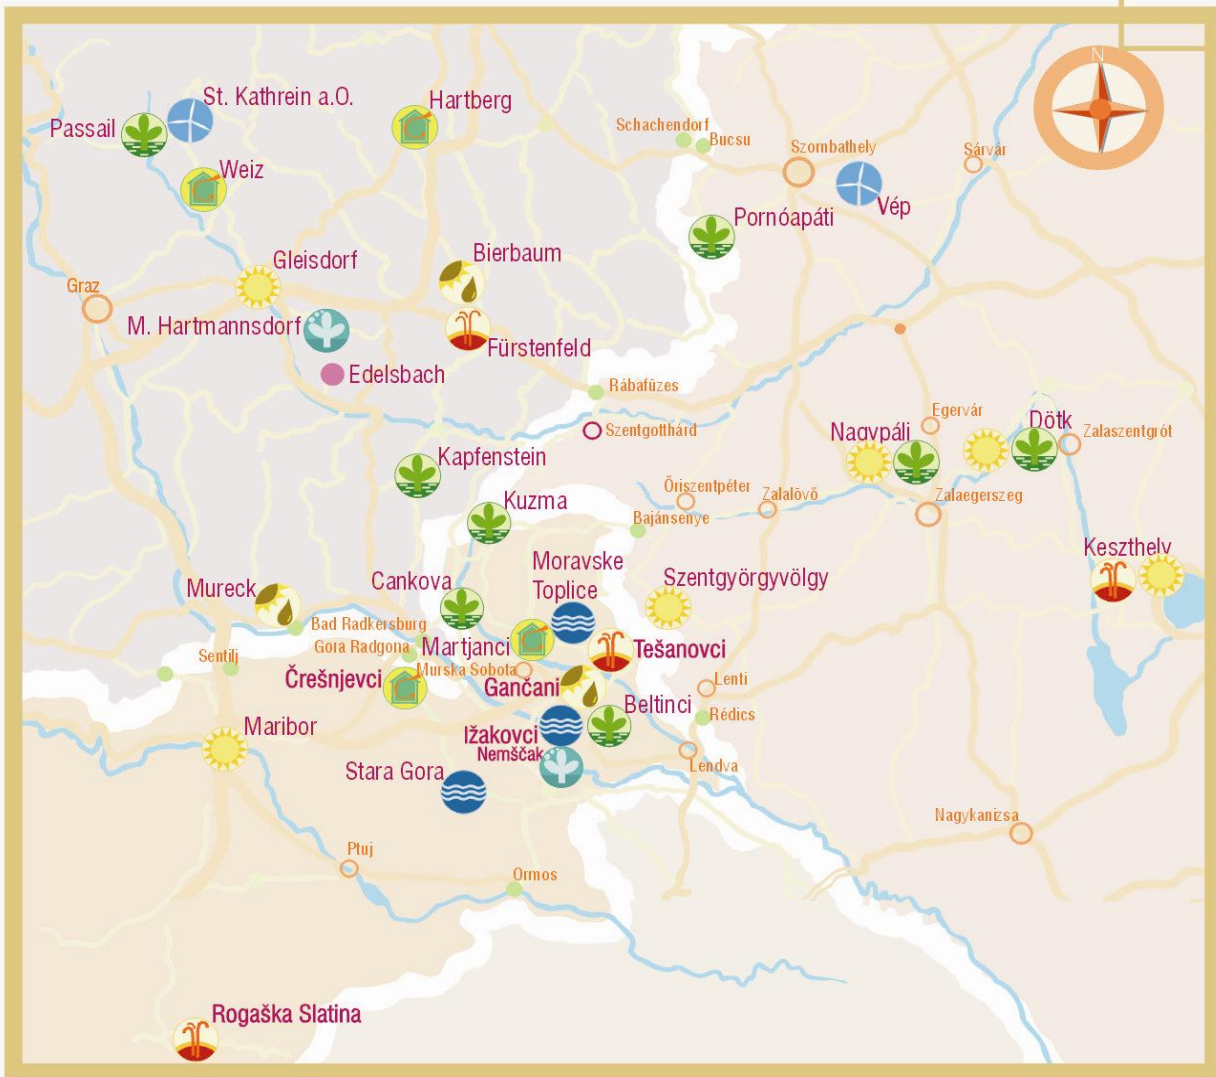 N
St. Kathrein a.O.
Hartberg
Passail
Schachendorf
Bucsu
Szombathely
Sárvár
Weiz
Vép
Pornóapáti
Gleisdorf
Bierbaum
Graz
M. Hartmannsdorf
Fürstenfeld
Edelsbach
Rábafüzes
Szentgotthárd
Egervár
Nagypáli
Dötk
Zalaszentgrót
Kapfenstein
Kuzma
Őriszentpéter
Zalalövő
Zalaegerszeg
Bajánsenye
Moravske
Toplice
Keszthely
Cankova
Szentgyörgyvölgy
Mureck
Bad Radkersburg
Gora Radgona
Martjanci
Tešanovci
Sentilj
Murska Sobota
Črešnjevci
Gančani
Lenti
Beltinci
Rédics
Maribor
Ižakovci
Nemščak
Lendva
Stara Gora
Nagykanizsa
Ptuj
Ormos
Rogaška Slatina